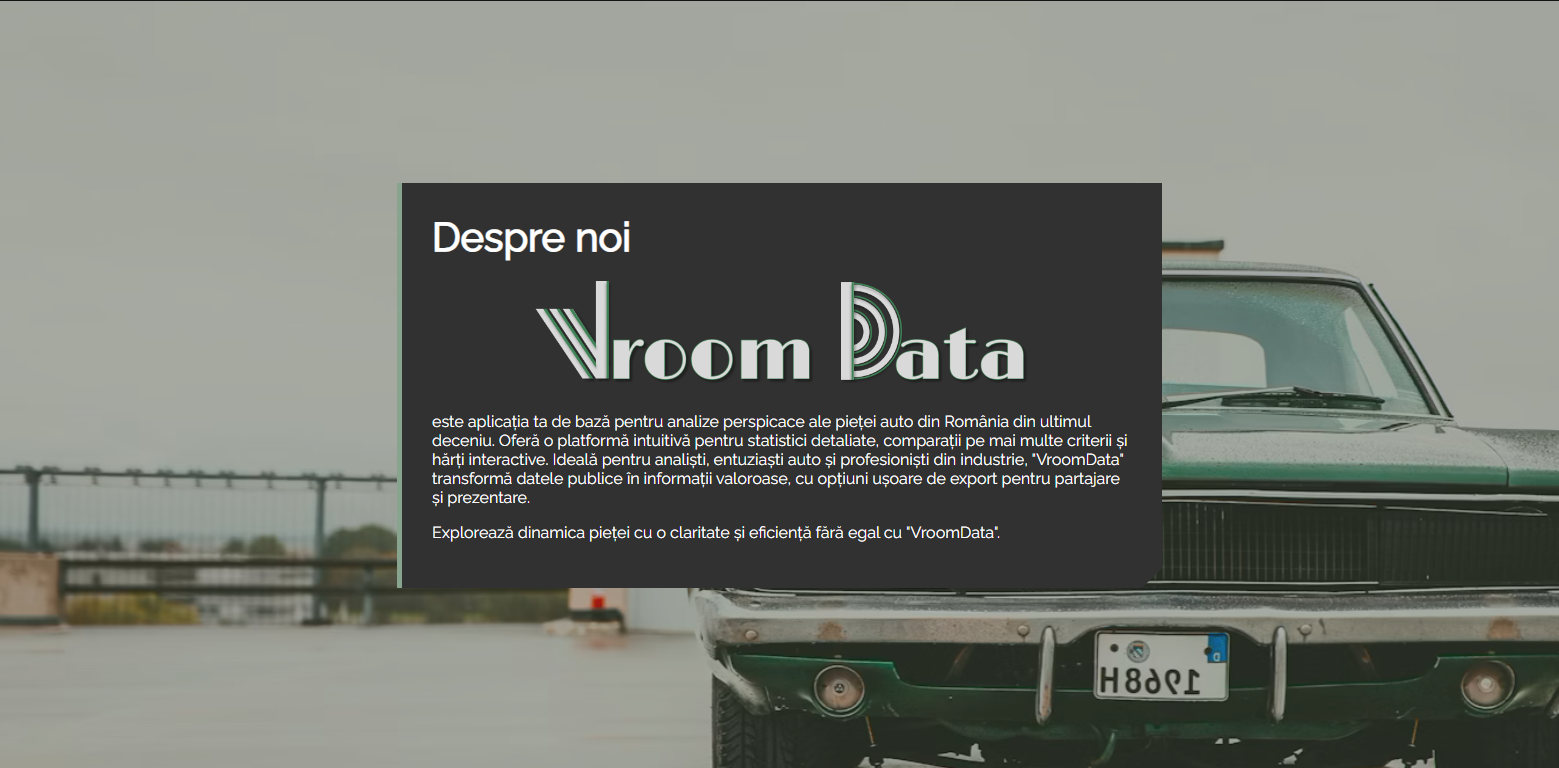 Despre noi
Vroom Data
este aplicația ta de bază pentru analize perspicace ale pieței auto din România din ultimul
deceniu. Oferă o platformă intuitivă pentru statistici detaliate, comparații pe mai multe criterii și
hărți interactive. Ideală pentru analiști, entuziaști auto și profesioniști din industrie, "VroomData"
transformă datele publice în informații valoroase, cu opțiuni ușoare de export pentru partajare
și prezentare.
Explorează dinamica pieței cu o claritate și eficiență fără egal cu "VroomData".
H8961